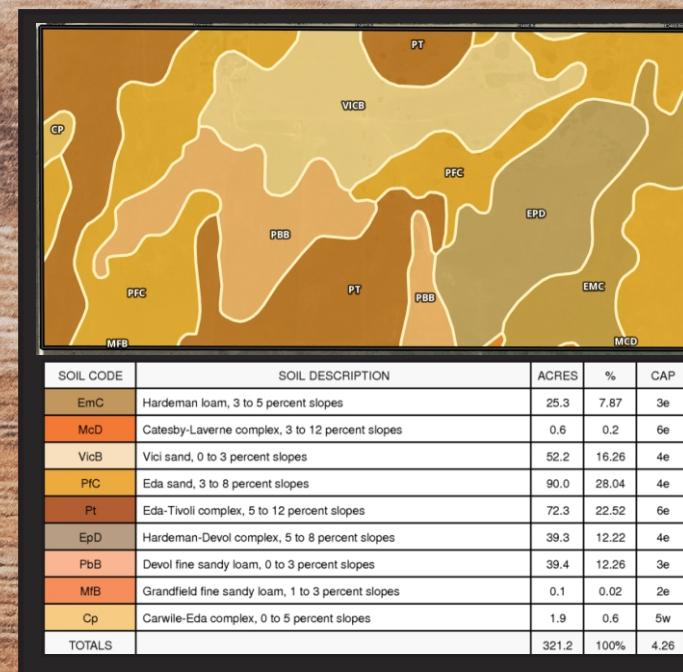 PT
CP
VICB
PFC
EPD
PBB
PFC
PT
PBB
EMC
MFB
MCD
SOIL CODE SOIL DESCRIPTION ACRES % CAP
EmC Hardeman loam, 3 to 5 percent slopes 25.3 7.87 3e
McD Catesby-Laverne complex, 3 to 12 percent slopes 0.6 0.2 6e
VicB Vici sand, 0 to 3 percent slopes 52.2 16.26 4e
PfC Eda sand, 3 to 8 percent slopes 90.0 28.04 4e
Pt Eda-Tivoli complex, 5 to 12 percent slopes 72.3 22.52 6e
EpD Hardeman-Devol complex, 5 to 8 percent slopes 39.3 12.22 4e
PbB Devol fine sandy loam, 0 to 3 percent slopes 39.4 12.26 3e
MfB Grandfield fine sandy loam, 1 to 3 percent slopes 0.1 0.02 2e
Cp Carwile-Eda complex, 0 to 5 percent slopes 1.9 0.6 5w
TOTALS 321.2 100% 4.26